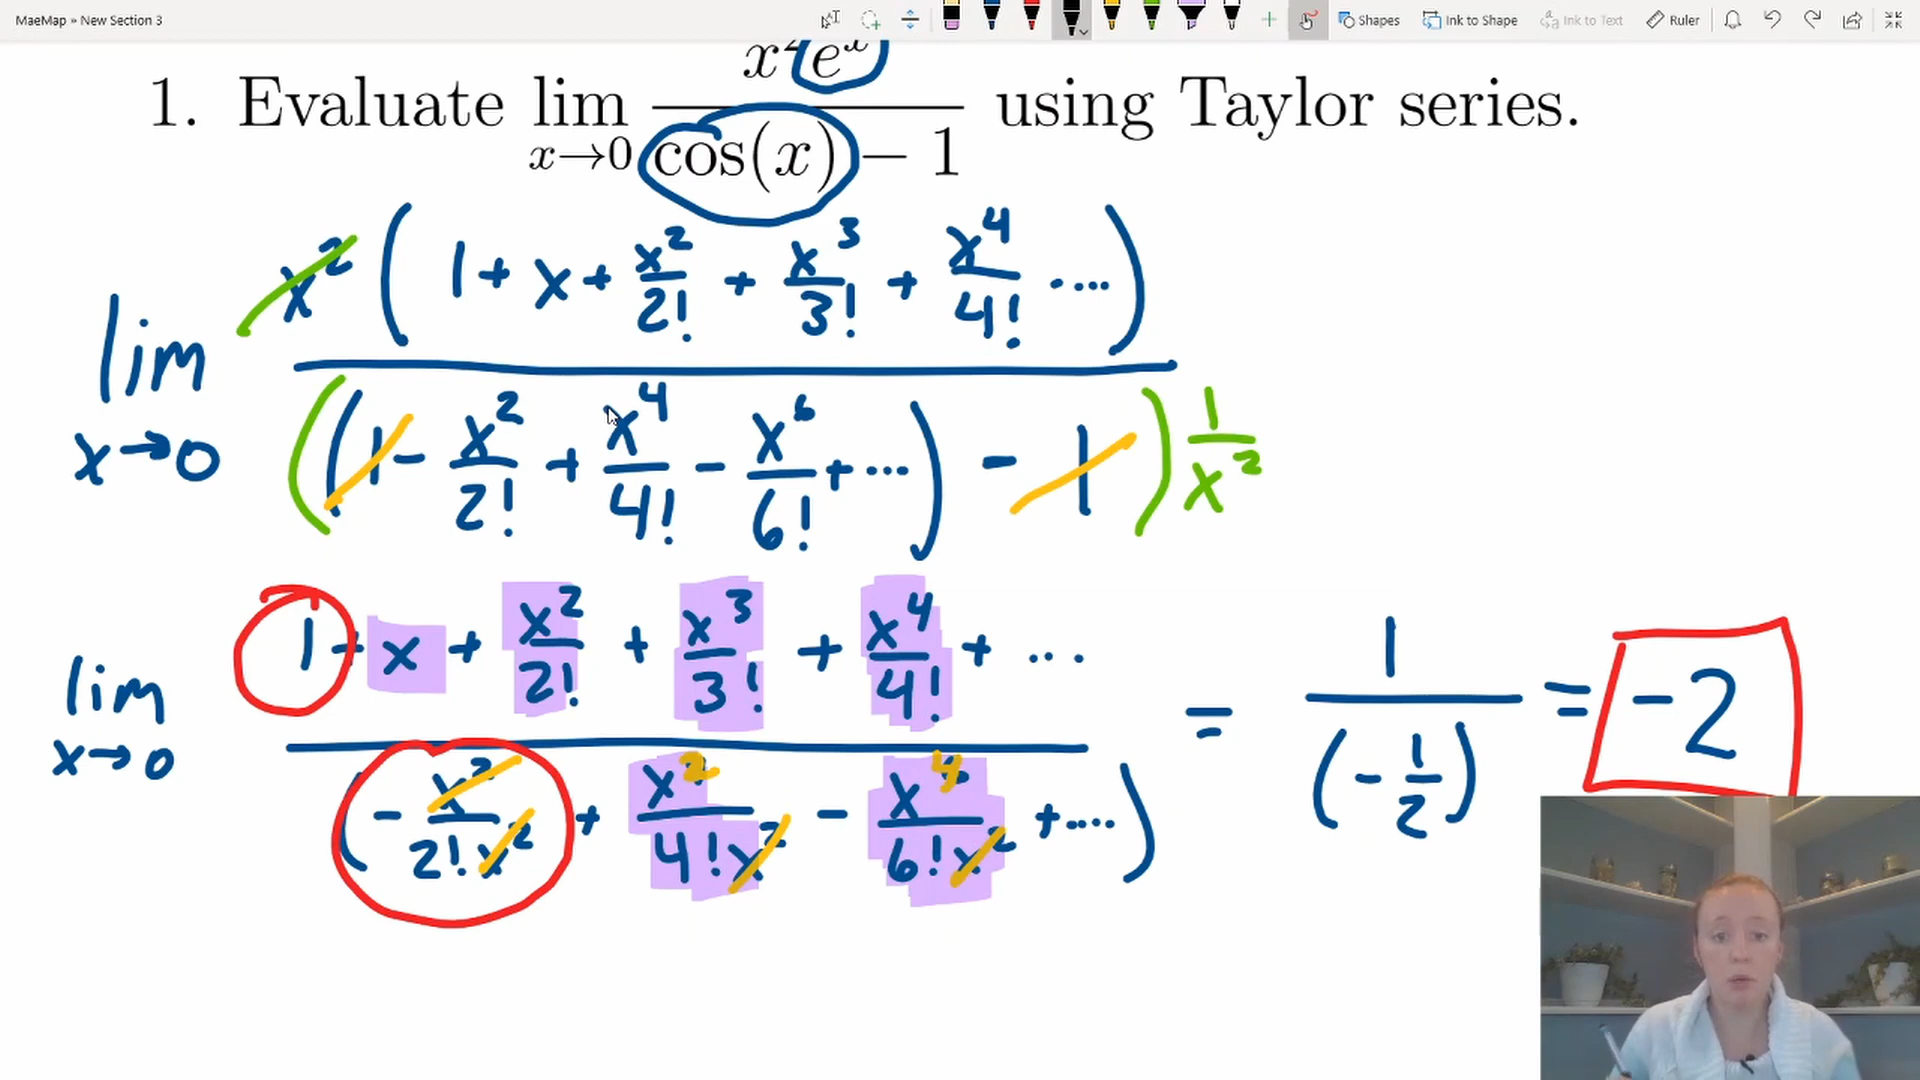 MaeMap » New Section 3
Shapes Ink to Shape Ink to Text Ruler
x² eˣ
1. Evaluate lim ———— using Taylor series.
x→0 cos(x) − 1
x² ( 1 + x + x²/2! + x³/3! + x⁴/4! ···· )
lim
x→0 ((1 − x²/2! + x⁴/4! − x⁶/6! + ···) − 1) 1/x²
1 + x + x²/2! + x³/3! + x⁴/4! + ···
lim = 1/(−1/2) = −2
x→0 (− x²/2!x² + x²/4!x² − x⁴/6!x² + ····)